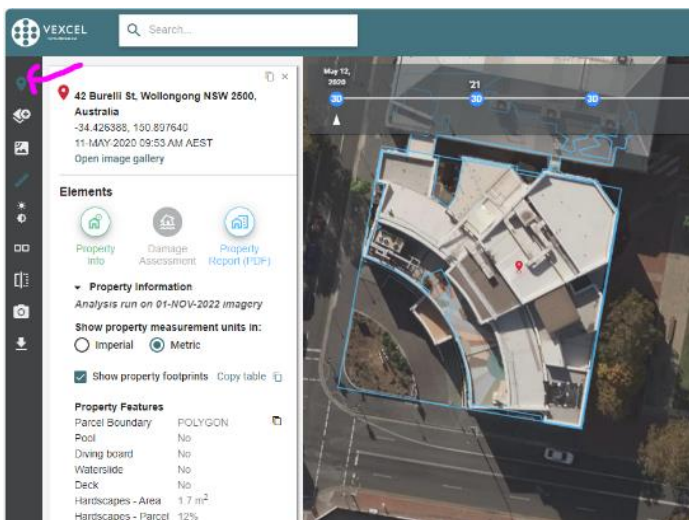 VEXCEL
Search...
42 Burelli St, Wollongong NSW 2500,
Australia
-34.426388, 150.897640
11-MAY-2020 09:53 AM AEST
Open image gallery
Elements
Property
Info
Damage
Assessment
Property
Report (PDF)
Property Information
Analysis run on 01-NOV-2022 imagery
Show property measurement units in:
Imperial
Metric
Show property footprints Copy table
Property Features
Parcel Boundary POLYGON
Pool No
Diving board No
Waterslide No
Deck No
Hardscapes - Area 1.7 m²
Hardscapes - Parcel 12%
May 12,
2020
'21
3D
3D
3D